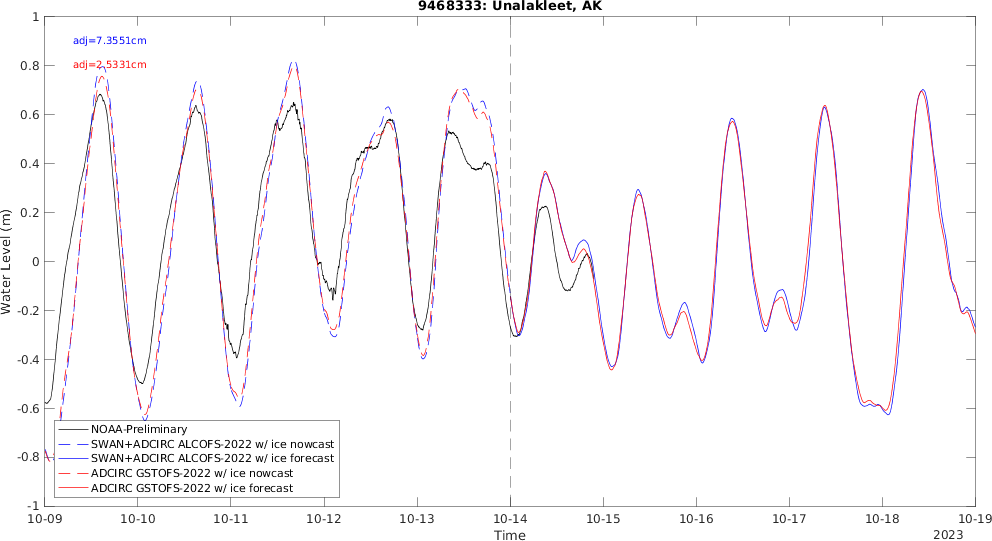 9468333: Unalakleet, AK
1
0.8
0.6
0.4
0.2
0
-0.2
-0.4
-0.6
-0.8
-1
Water Level (m)
adj=7.3551cm
adj=2.5331cm
NOAA-Preliminary
SWAN+ADCIRC ALCOFS-2022 w/ ice nowcast
SWAN+ADCIRC ALCOFS-2022 w/ ice forecast
ADCIRC GSTOFS-2022 w/ ice nowcast
ADCIRC GSTOFS-2022 w/ ice forecast
10-09 10-10 10-11 10-12 10-13 10-14 10-15 10-16 10-17 10-18 10-19
Time
2023